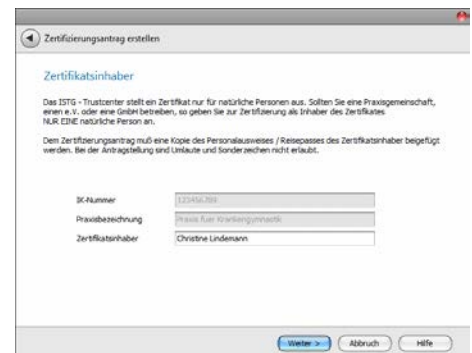 Zertifizierungsantrag erstellen
Zertifikatsinhaber
Das ISTG - Trustcenter stellt ein Zertifikat nur für natürliche Personen aus. Sollten Sie eine Praxisgemeinschaft,
einen e.V. oder eine GmbH betreiben, so geben Sie zur Zertifizierung als Inhaber des Zertifikates
NUR EINE natürliche Person an.
Dem Zertifizierungsantrag muß eine Kopie des Personalausweises / Reisepasses des Zertifikatsinhaber beigefügt
werden. Bei der Antragstellung sind Umlaute und Sonderzeichen nicht erlaubt.
IK-Nummer 123456789
Praxisbezeichnung Praxis fuer Krankengymnastik
Zertifikatsinhaber Christine Lindemann
Weiter > Abbruch Hilfe